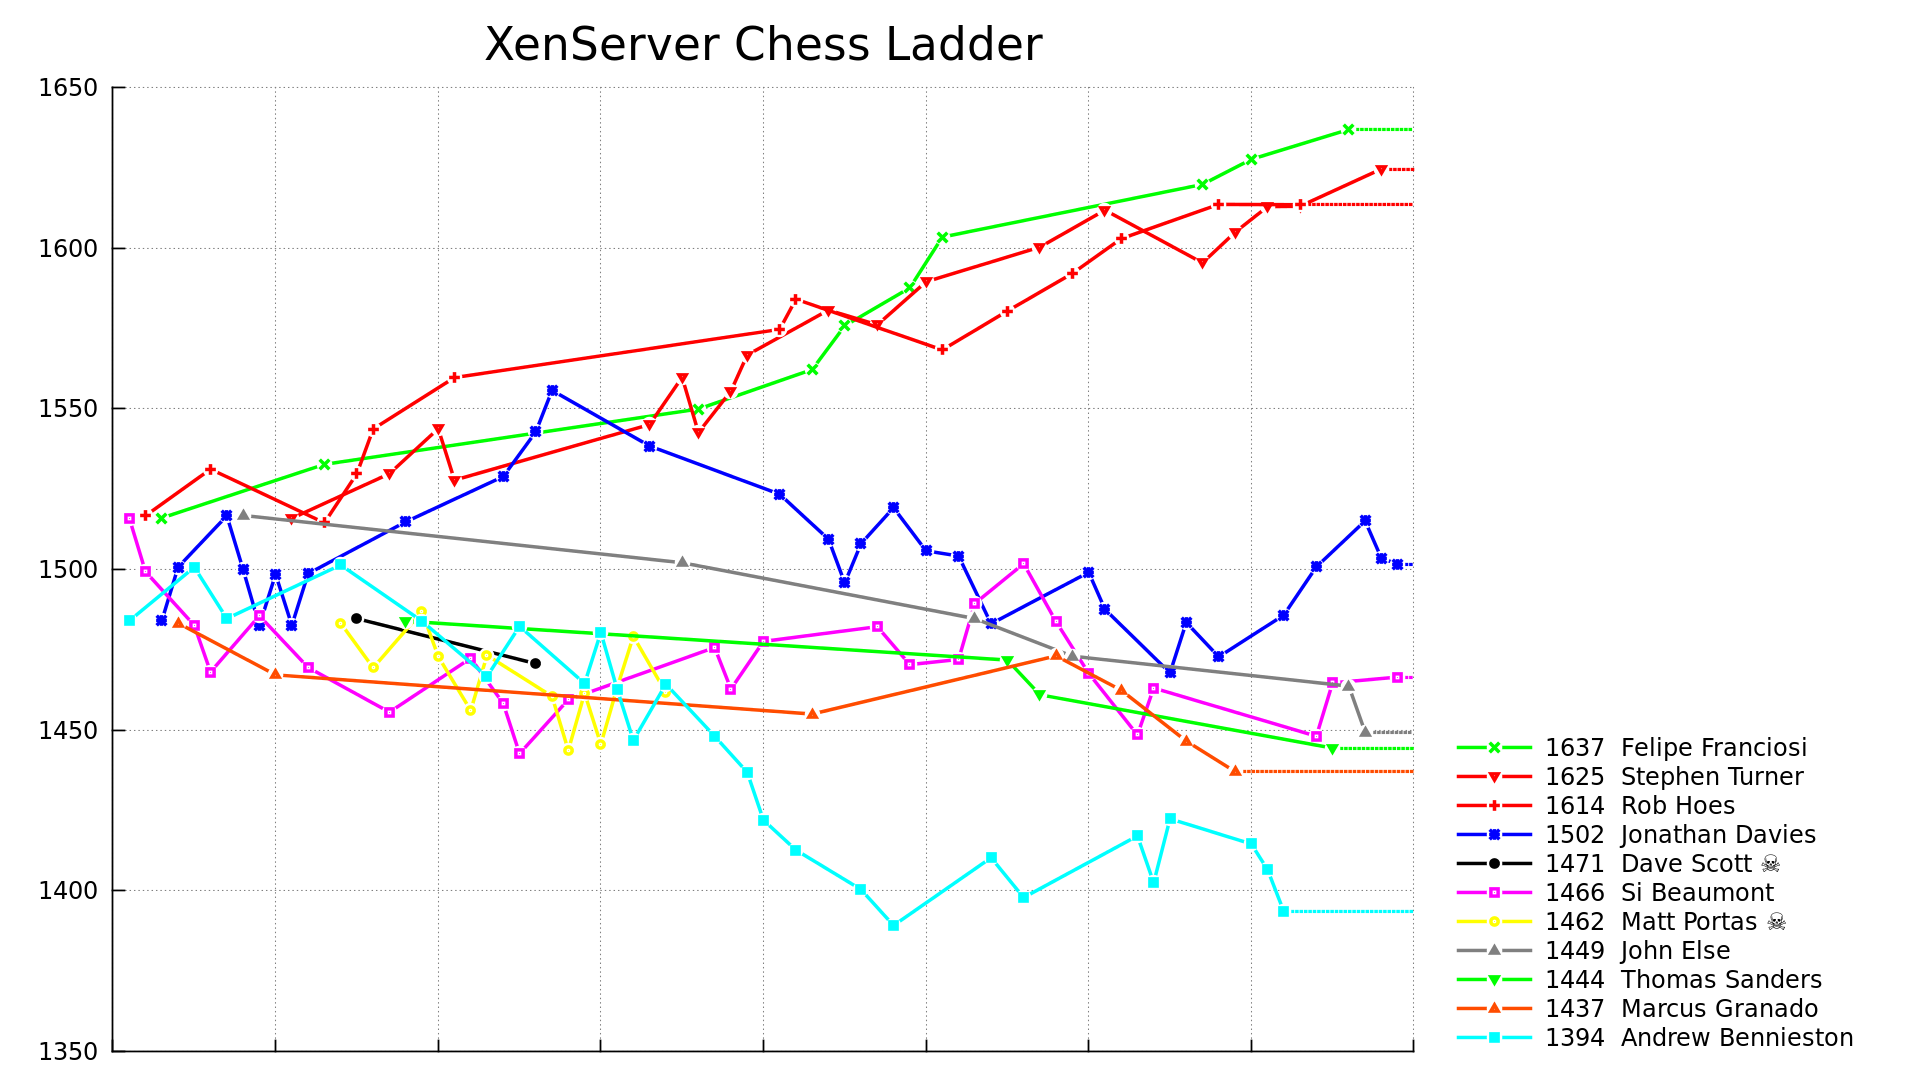 XenServer Chess Ladder
1650
1600
1550
1500
1450
1400
1350
1637 Felipe Franciosi
1625 Stephen Turner
1614 Rob Hoes
1502 Jonathan Davies
1471 Dave Scott ☠
1466 Si Beaumont
1462 Matt Portas ☠
1449 John Else
1444 Thomas Sanders
1437 Marcus Granado
1394 Andrew Bennieston